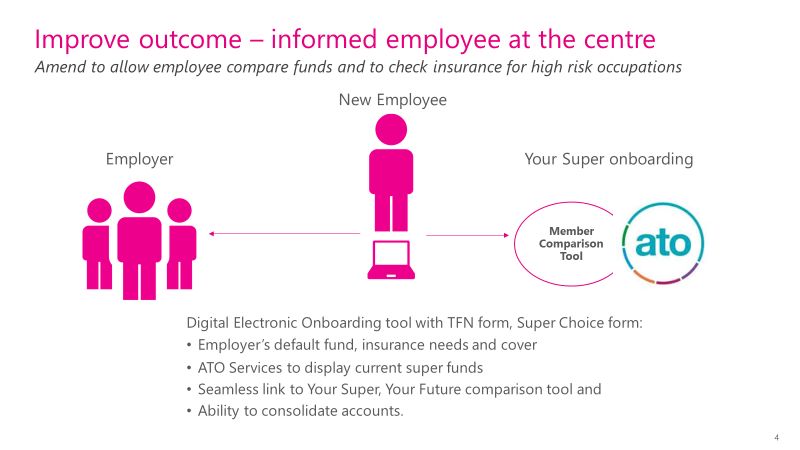 Improve outcome – informed employee at the centre
Amend to allow employee compare funds and to check insurance for high risk occupations
New Employee
Employer
Your Super onboarding
Member
Comparison
Tool
ato
Digital Electronic Onboarding tool with TFN form, Super Choice form:
• Employer’s default fund, insurance needs and cover
• ATO Services to display current super funds
• Seamless link to Your Super, Your Future comparison tool and
• Ability to consolidate accounts.
4